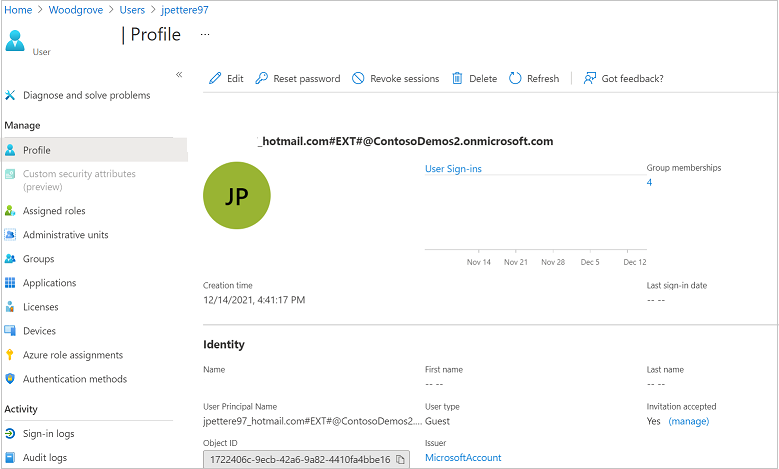 Home > Woodgrove > Users > jpettere97
| Profile ...
User
«
Edit Reset password Revoke sessions Delete Refresh | Got feedback?
Diagnose and solve problems
Manage
Profile
Custom security attributes
(preview)
Assigned roles
Administrative units
Groups
Applications
Licenses
Devices
Azure role assignments
Authentication methods
Activity
Sign-in logs
Audit logs
_hotmail.com#EXT#@ContosoDemos2.onmicrosoft.com
JP
User Sign-ins
Group memberships
4
Nov 14 Nov 21 Nov 28 Dec 5 Dec 12
Creation time
12/14/2021, 4:41:17 PM
Last sign-in date
-- --
Identity
Name
First name
-- --
Last name
-- --
User Principal Name
jpettere97_hotmail.com#EXT#@ContosoDemos2....
User type
Guest
Invitation accepted
Yes (manage)
Object ID
1722406c-9ecb-42a6-9a82-4410fa4bbe16
Issuer
MicrosoftAccount